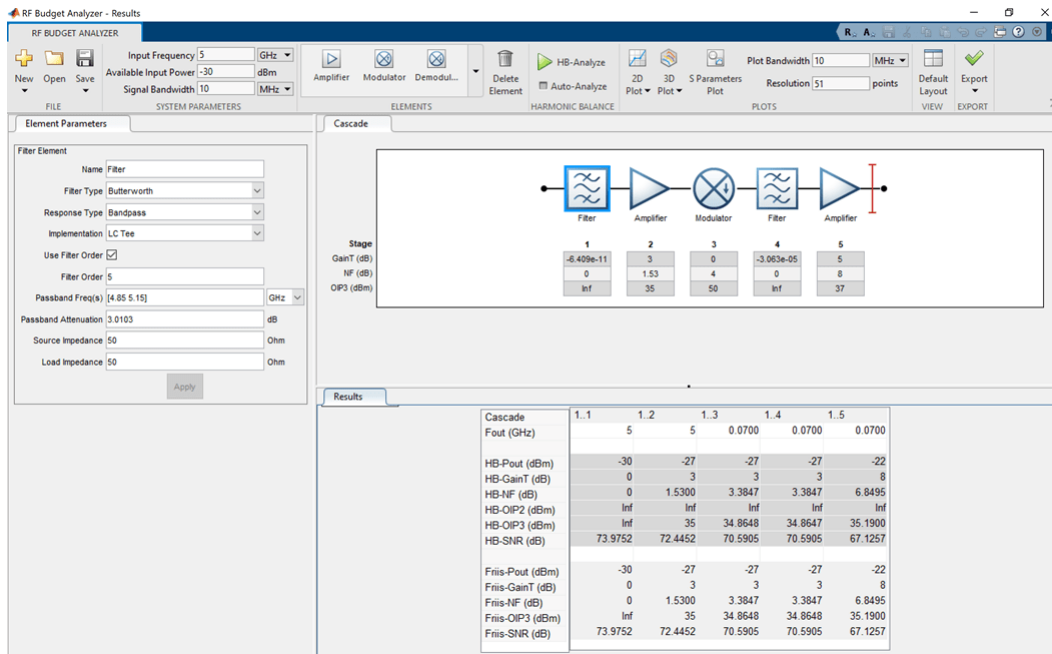 RF Budget Analyzer - Results
RF BUDGET ANALYZER
New
Open
Save
FILE
Input Frequency 5 GHz
Available Input Power -30 dBm
Signal Bandwidth 10 MHz
SYSTEM PARAMETERS
Amplifier
Modulator
Demodul...
ELEMENTS
Delete
Element
HB-Analyze
Auto-Analyze
HARMONIC BALANCE
2D
Plot
3D
Plot
S Parameters
Plot
Plot Bandwidth 10 MHz
Resolution 51 points
PLOTS
Default
Layout
VIEW
Export
EXPORT
Element Parameters
Filter Element
Name Filter
Filter Type Butterworth
Response Type Bandpass
Implementation LC Tee
Use Filter Order
Filter Order 5
Passband Freq(s) [4.85 5.15] GHz
Passband Attenuation 3.0103 dB
Source Impedance 50 Ohm
Load Impedance 50 Ohm
Apply
Cascade
Filter Amplifier Modulator Filter Amplifier
Stage 1 2 3 4 5
GainT (dB) -6.409e-11 3 0 -3.063e-05 5
NF (dB) 0 1.53 4 0 8
OIP3 (dBm) Inf 35 50 Inf 37
Results
Cascade 1..1 1..2 1..3 1..4 1..5
Fout (GHz) 5 5 0.0700 0.0700 0.0700
HB-Pout (dBm) -30 -27 -27 -27 -22
HB-GainT (dB) 0 3 3 3 8
HB-NF (dB) 0 1.5300 3.3847 3.3847 6.8495
HB-OIP2 (dBm) Inf Inf Inf Inf Inf
HB-OIP3 (dBm) Inf 35 34.8648 34.8647 35.1900
HB-SNR (dB) 73.9752 72.4452 70.5905 70.5905 67.1257
Friis-Pout (dBm) -30 -27 -27 -27 -22
Friis-GainT (dB) 0 3 3 3 8
Friis-NF (dB) 0 1.5300 3.3847 3.3847 6.8495
Friis-OIP3 (dBm) Inf 35 34.8648 34.8648 35.1900
Friis-SNR (dB) 73.9752 72.4452 70.5905 70.5905 67.1257